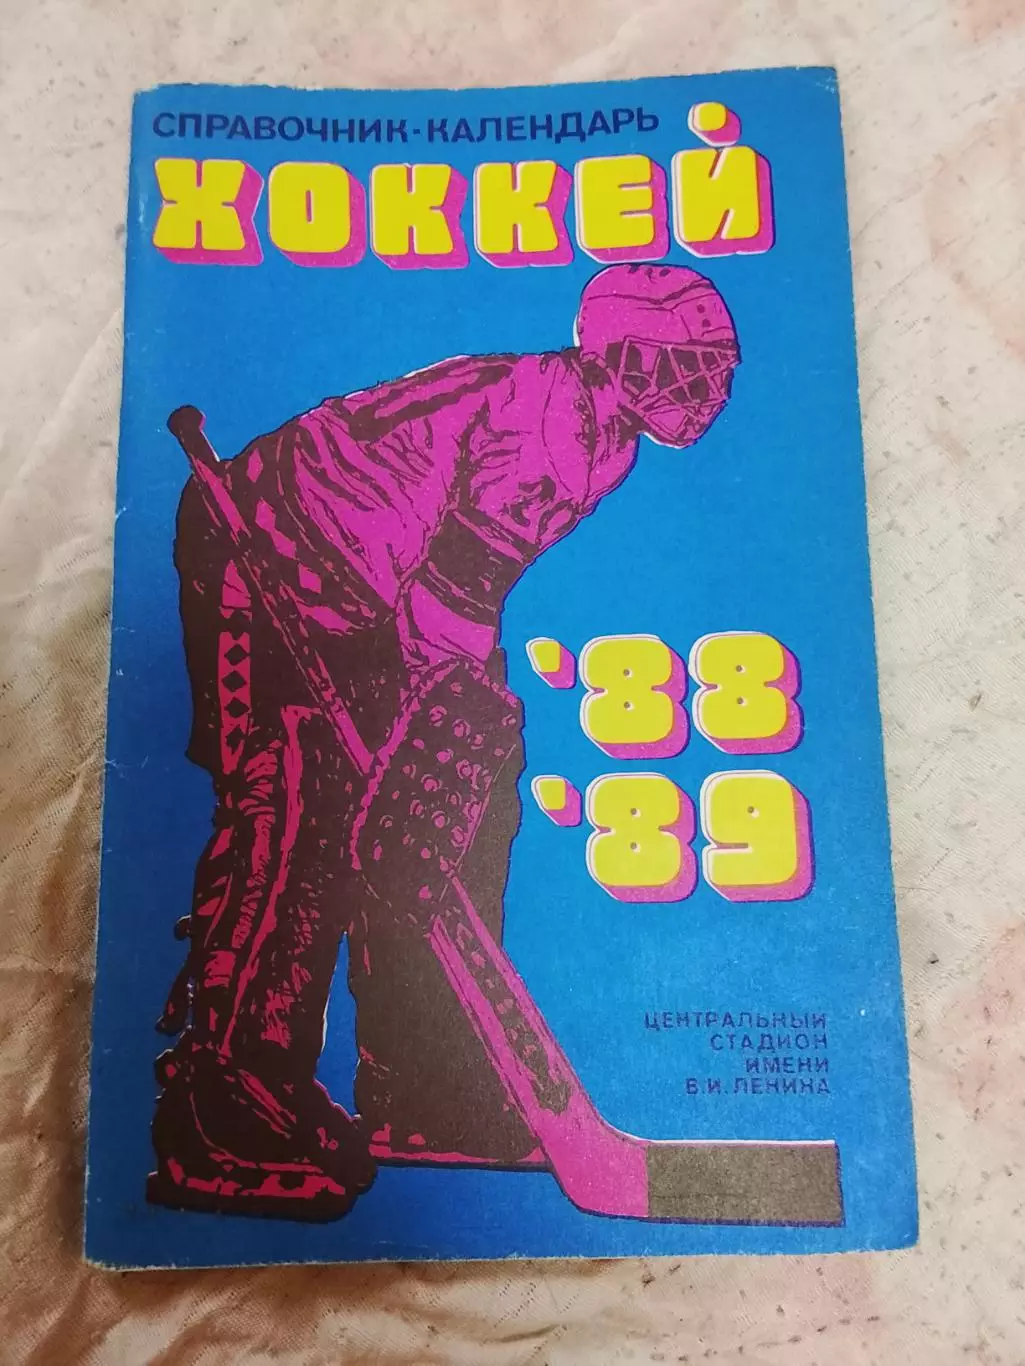 СПРАВОЧНИК-КАЛЕНДАРЬ
ХОККЕЙ
'88
'89
ЦЕНТРАЛЬНЫЙ
СТАДИОН
ИМЕНИ
В.И.ЛЕНИНА